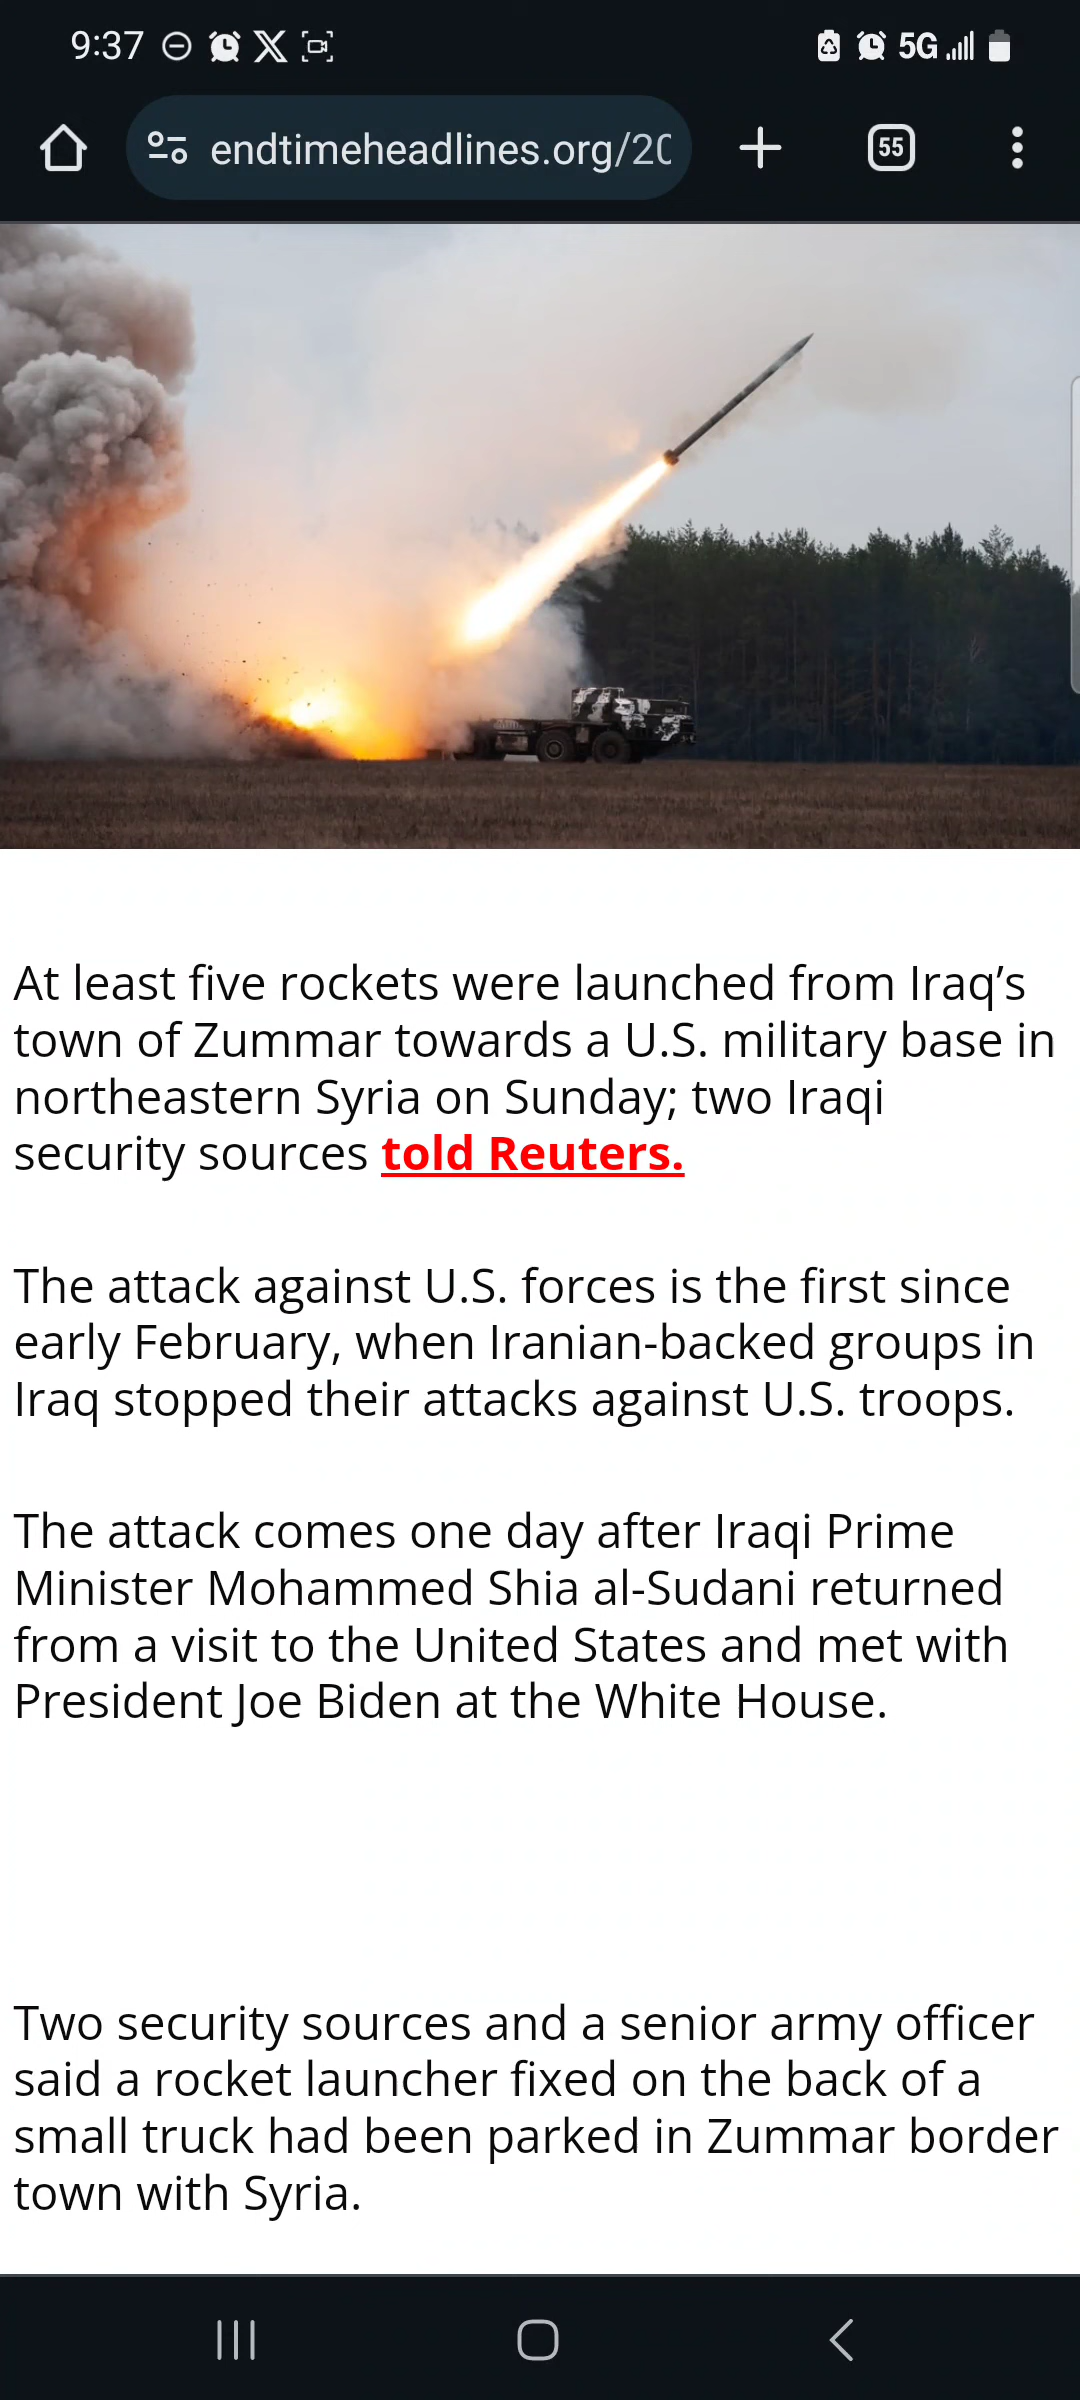 9:37
5G
endtimeheadlines.org/20
55
At least five rockets were launched from Iraq’s
town of Zummar towards a U.S. military base in
northeastern Syria on Sunday; two Iraqi
security sources told Reuters.
The attack against U.S. forces is the first since
early February, when Iranian-backed groups in
Iraq stopped their attacks against U.S. troops.
The attack comes one day after Iraqi Prime
Minister Mohammed Shia al-Sudani returned
from a visit to the United States and met with
President Joe Biden at the White House.
Two security sources and a senior army officer
said a rocket launcher fixed on the back of a
small truck had been parked in Zummar border
town with Syria.